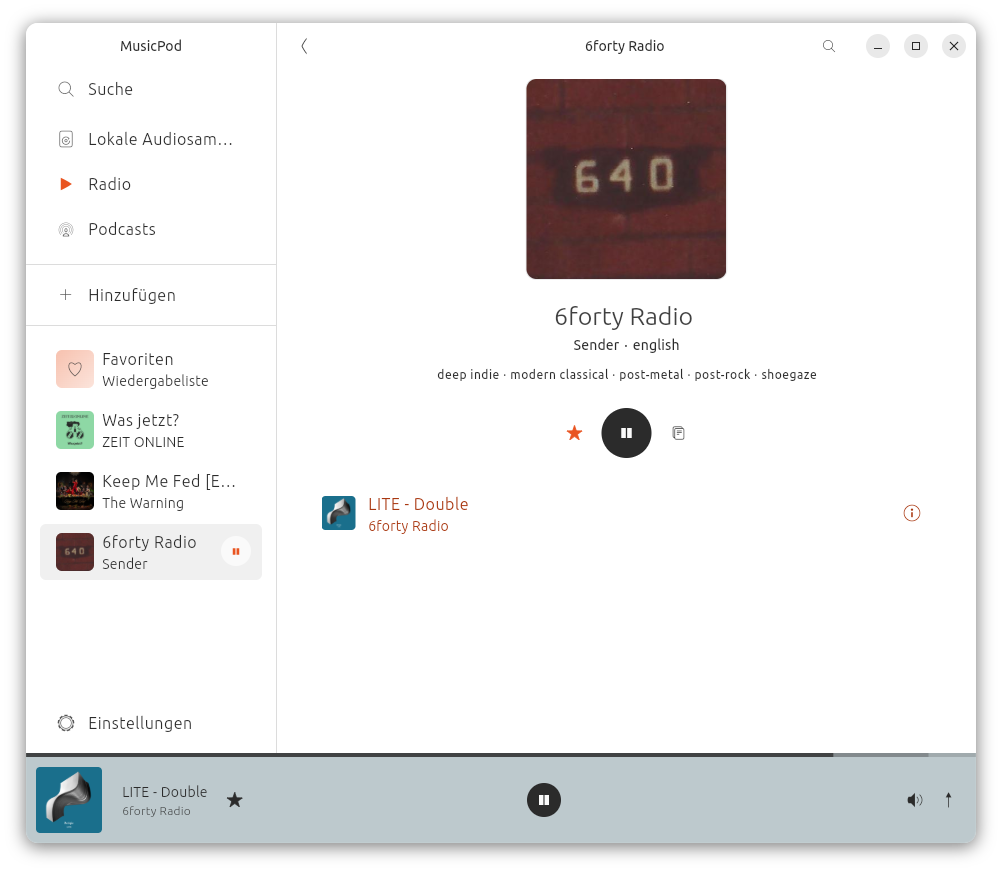 MusicPod
6forty Radio
Suche
Lokale Audiosam…
Radio
Podcasts
Hinzufügen
Favoriten
Wiedergabeliste
Was jetzt?
ZEIT ONLINE
Keep Me Fed [E…
The Warning
6forty Radio
Sender
Einstellungen
640
6forty Radio
Sender · english
deep indie · modern classical · post-metal · post-rock · shoegaze
LITE - Double
6forty Radio
LITE - Double
6forty Radio